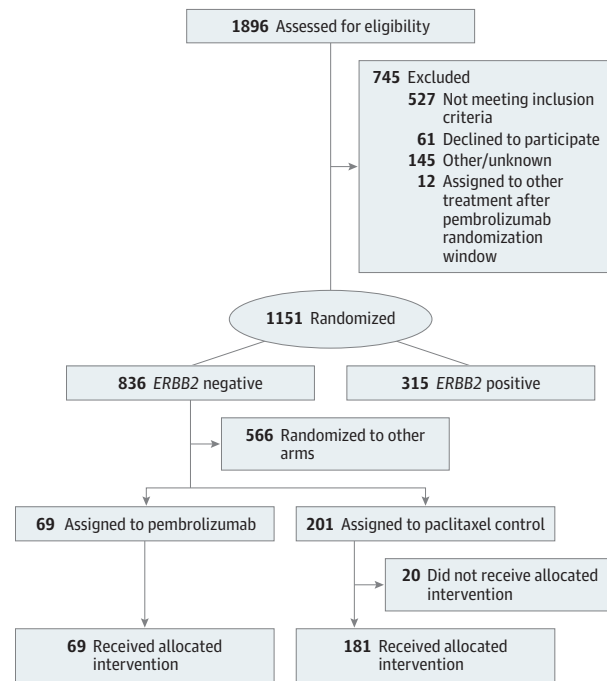 1896 Assessed for eligibility
745 Excluded
527 Not meeting inclusion
criteria
61 Declined to participate
145 Other/unknown
12 Assigned to other
treatment after
pembrolizumab
randomization
window
1151 Randomized
836 ERBB2 negative
315 ERBB2 positive
566 Randomized to other
arms
69 Assigned to pembrolizumab
201 Assigned to paclitaxel control
20 Did not receive allocated
intervention
69 Received allocated
intervention
181 Received allocated
intervention